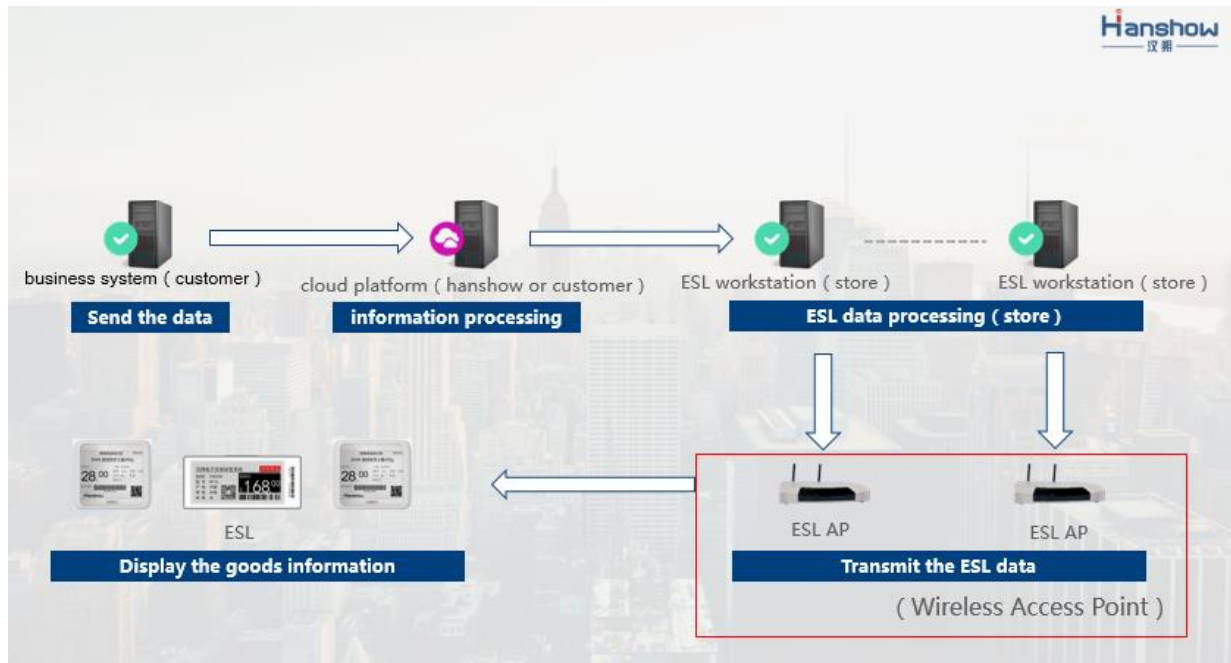 Hanshow
汉朔
business system ( customer )
cloud platform ( hanshow or customer )
ESL workstation ( store )
ESL workstation ( store )
Send the data
information processing
ESL data processing ( store )
28.00
Hanshow
168.00
28.00
Hanshow
ESL
ESL AP
ESL AP
Display the goods information
Transmit the ESL data
( Wireless Access Point )